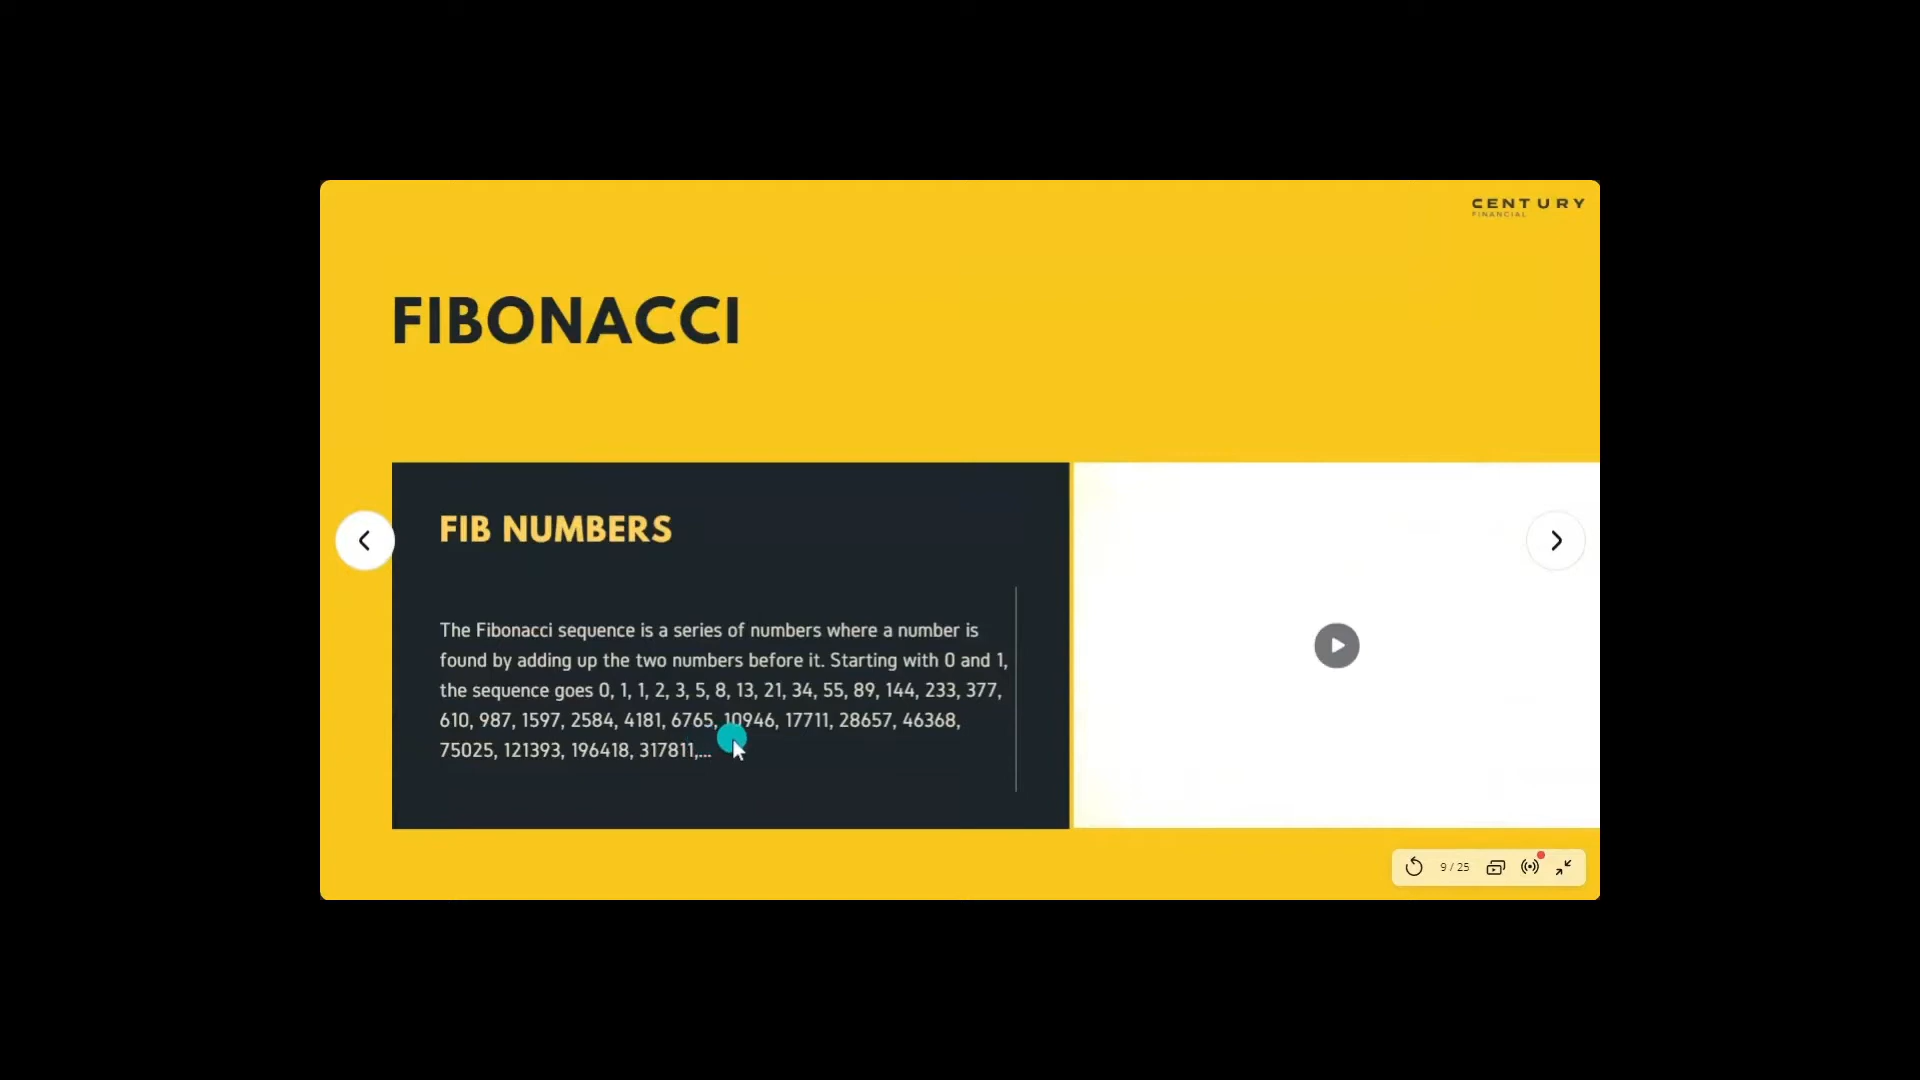 CENTURY
FINANCIAL
FIBONACCI
FIB NUMBERS
The Fibonacci sequence is a series of numbers where a number is
found by adding up the two numbers before it. Starting with 0 and 1,
the sequence goes 0, 1, 1, 2, 3, 5, 8, 13, 21, 34, 55, 89, 144, 233, 377,
610, 987, 1597, 2584, 4181, 6765, 10946, 17711, 28657, 46368,
75025, 121393, 196418, 317811,...
9 / 25